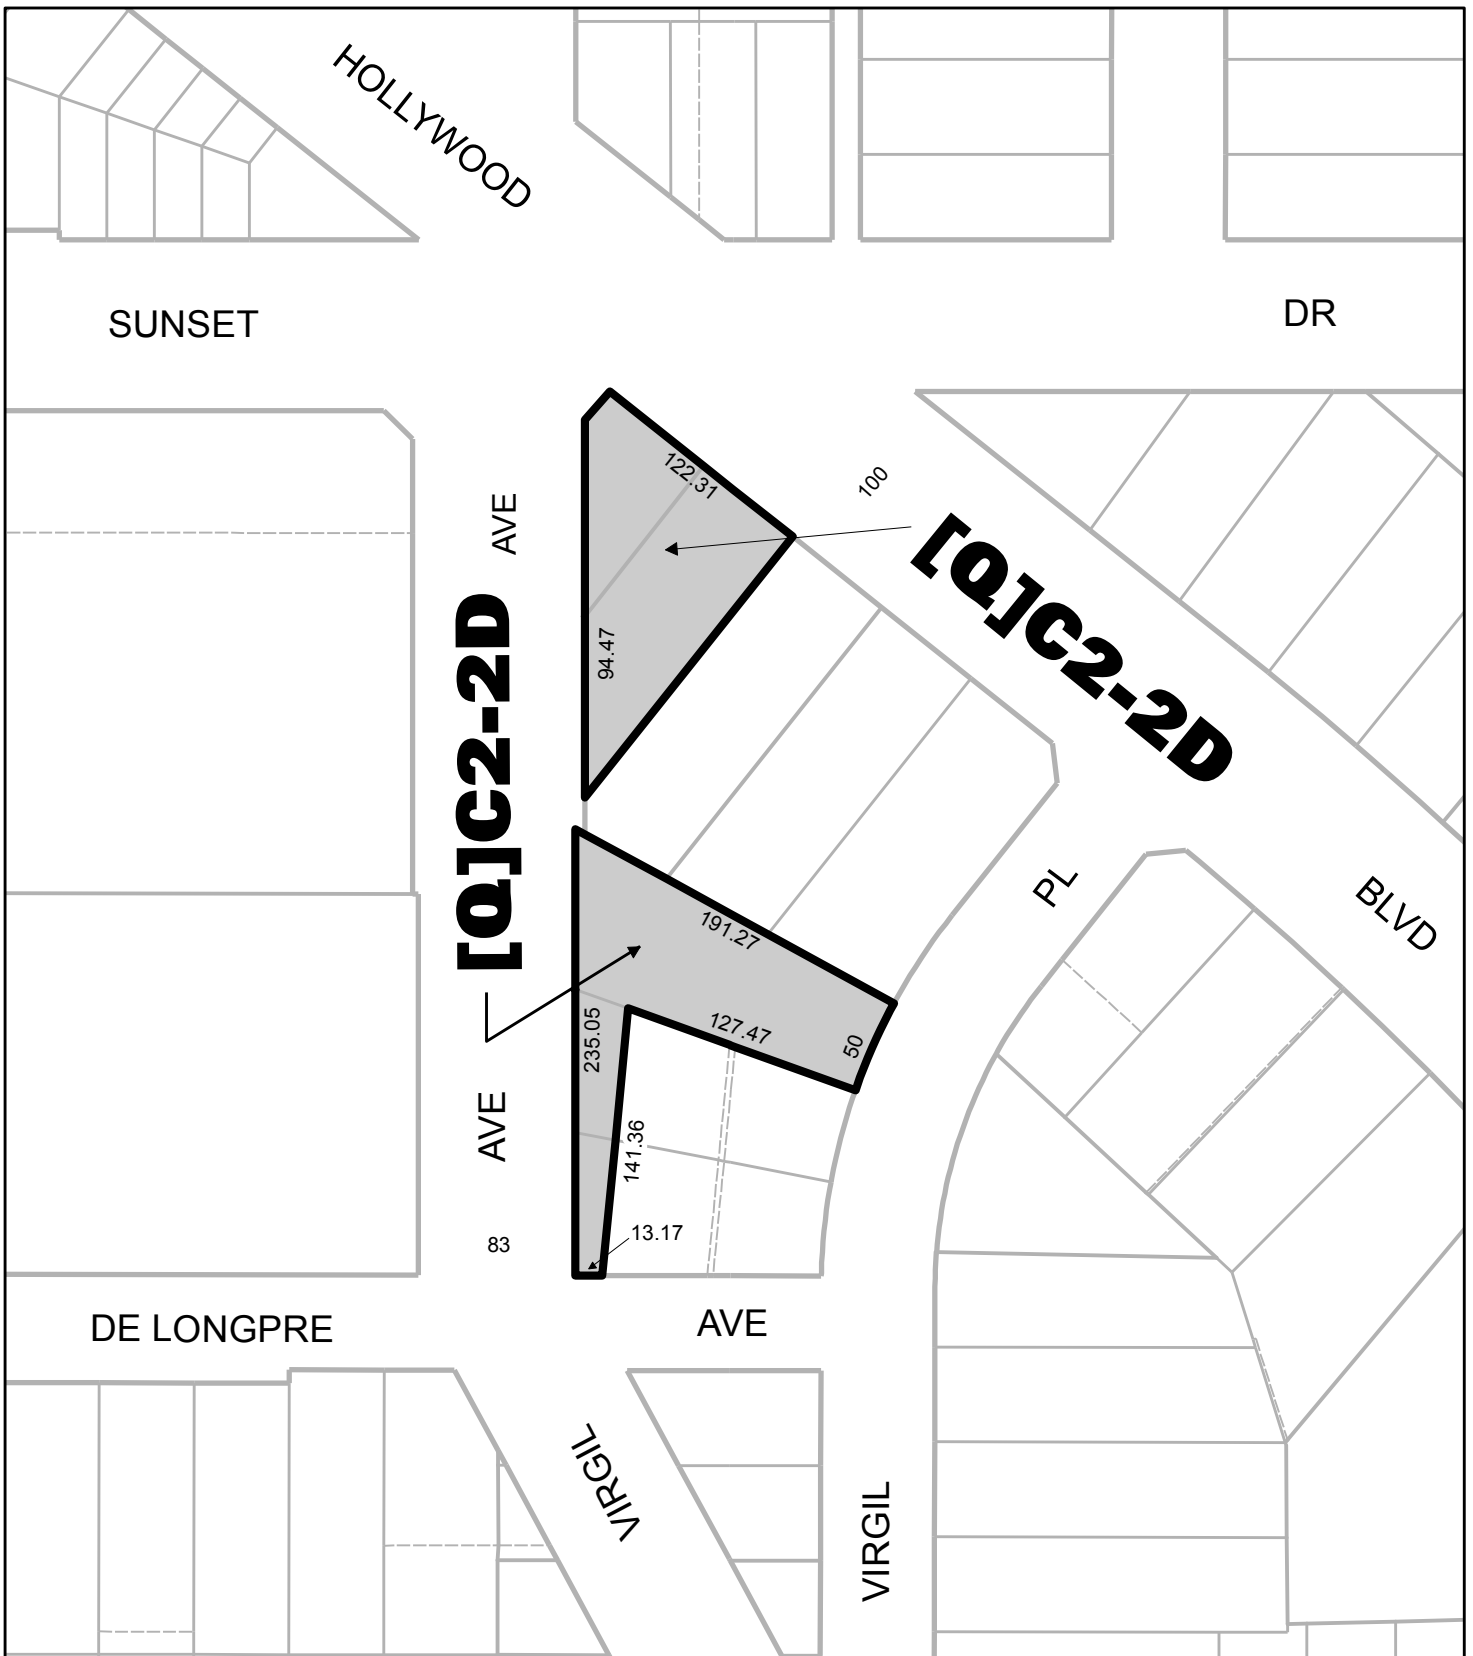 HOLLYWOOD
SUNSET
DR
122.31
100
AVE
[Q]C2-2D
[Q]C2-2D
94.47
PL
BLVD
191.27
235.05
127.47
50
AVE
141.36
13.17
83
DE LONGPRE
AVE
VIRGIL
VIRGIL